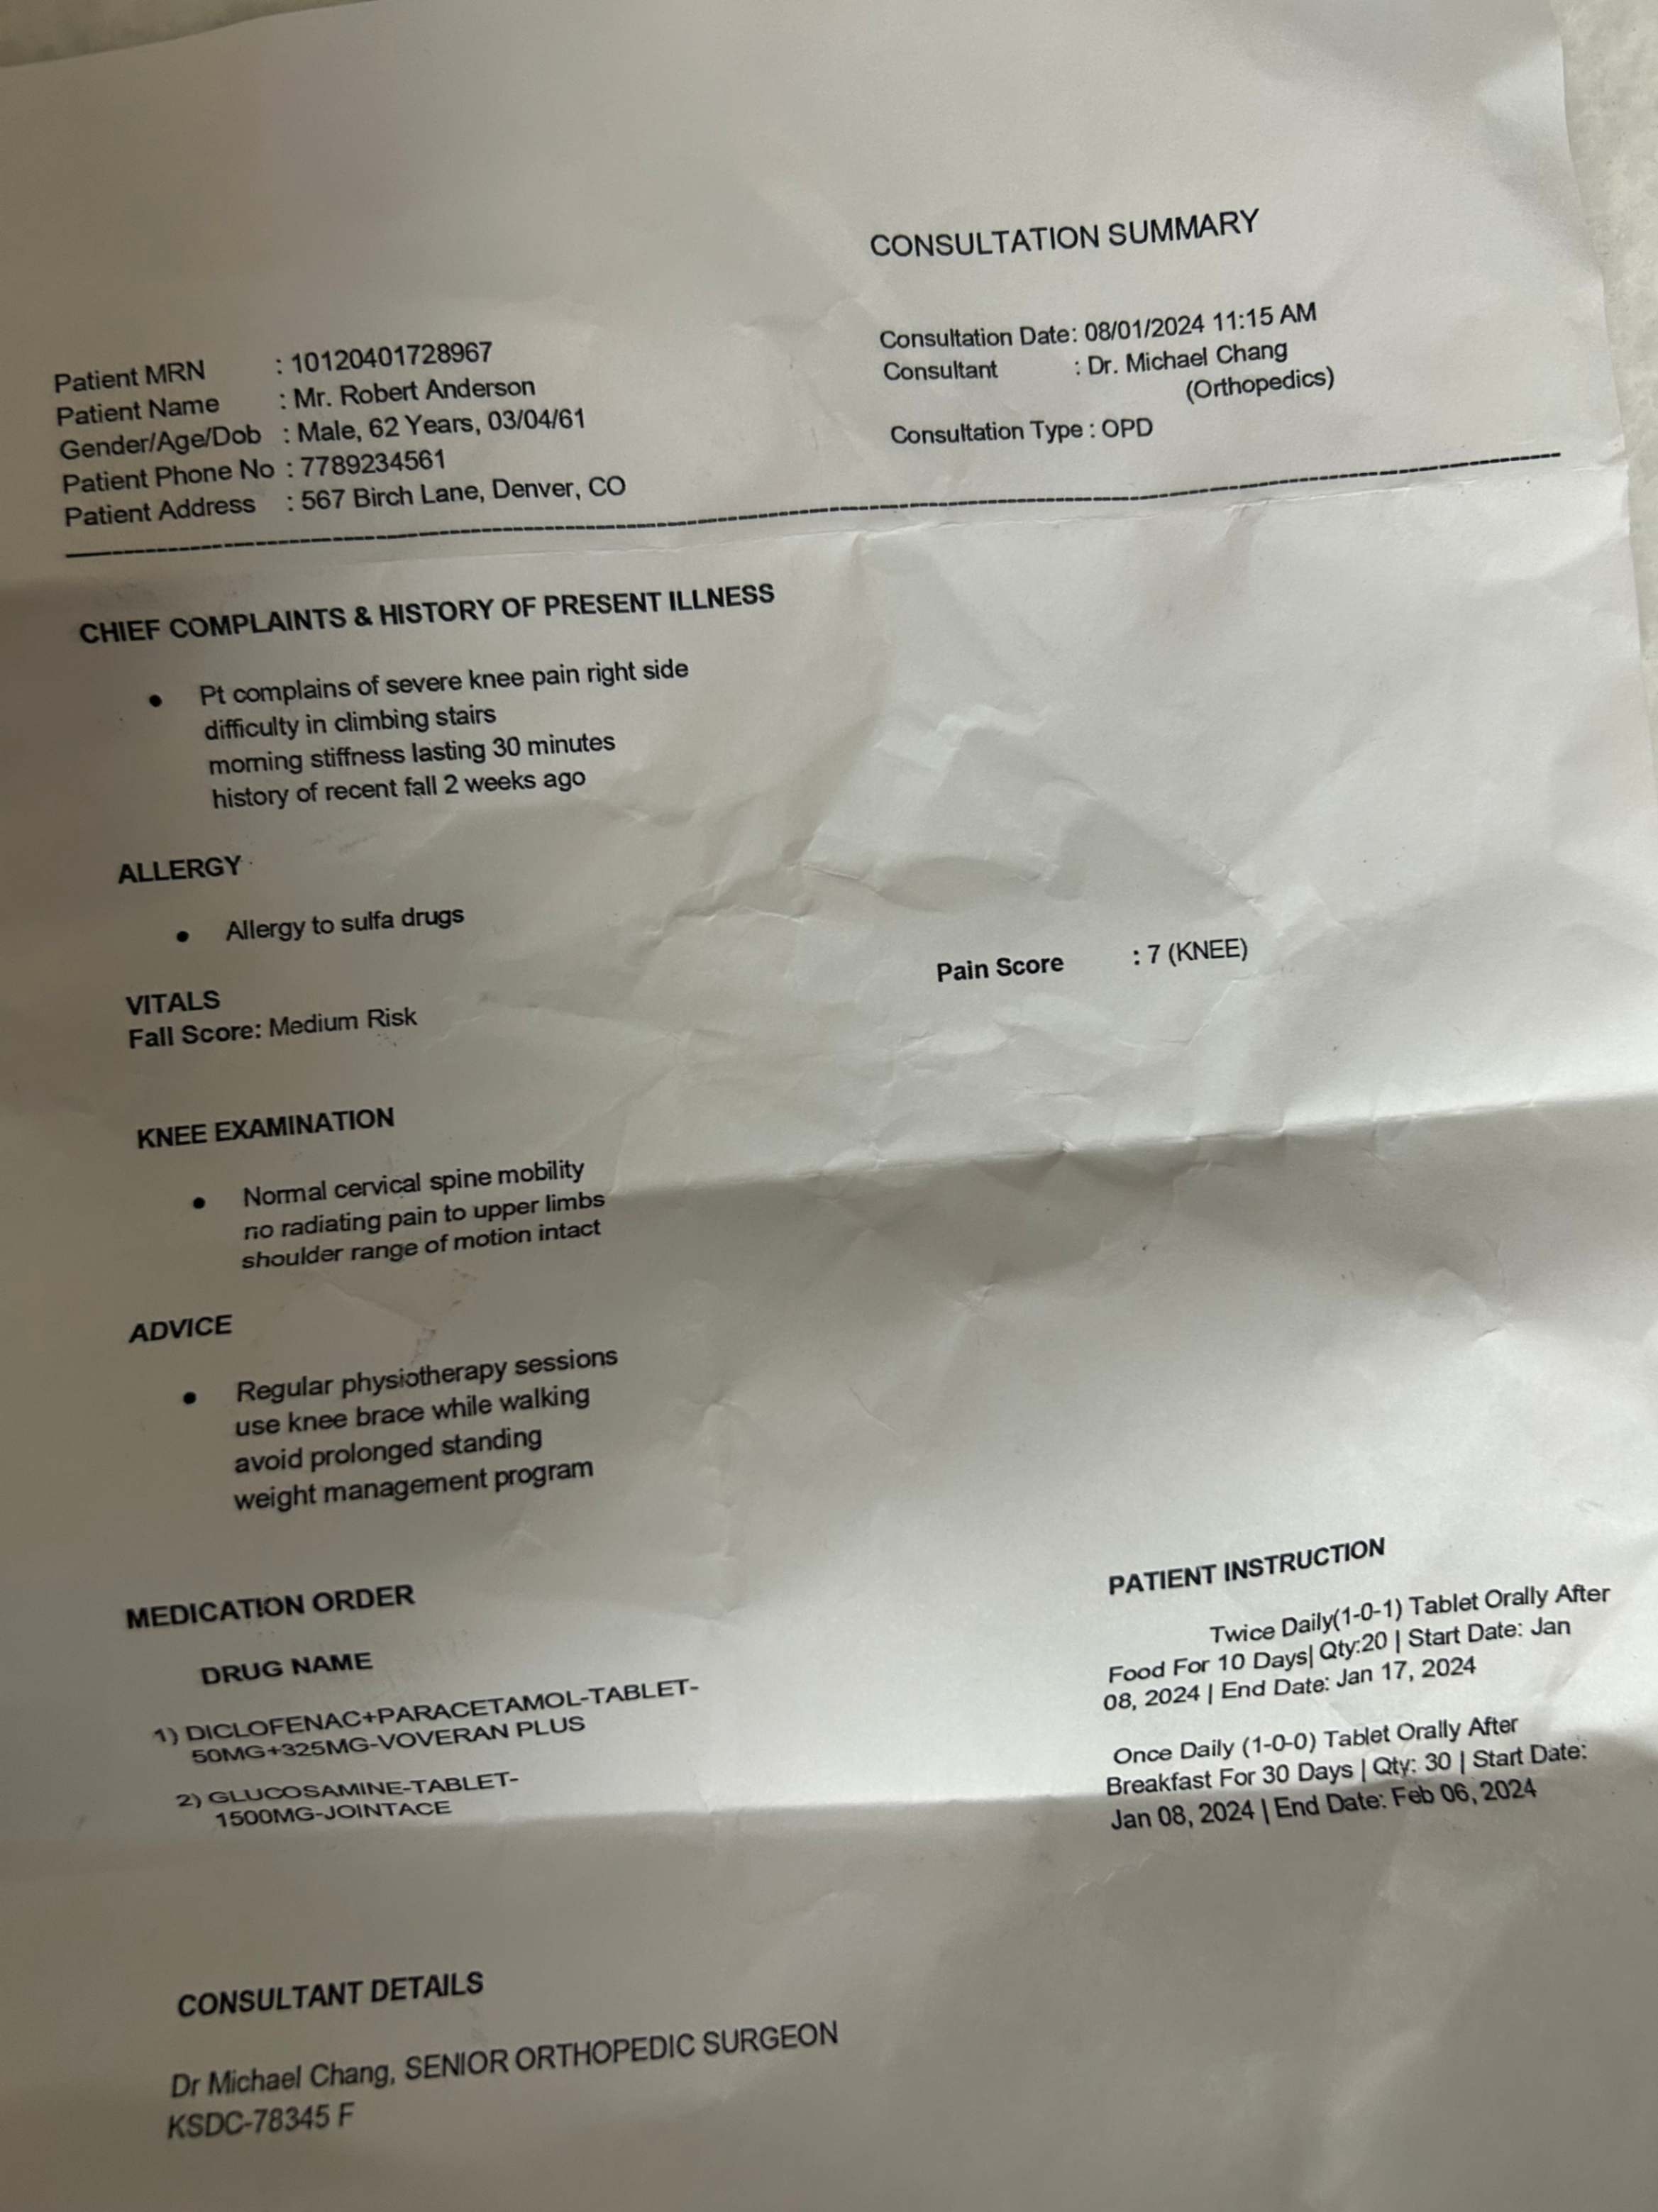 CONSULTATION SUMMARY
Patient MRN : 10120401728967
Patient Name : Mr. Robert Anderson
Gender/Age/Dob : Male, 62 Years, 03/04/61
Patient Phone No : 7789234561
Patient Address : 567 Birch Lane, Denver, CO
Consultation Date: 08/01/2024 11:15 AM
Consultant : Dr. Michael Chang
(Orthopedics)
Consultation Type : OPD
CHIEF COMPLAINTS & HISTORY OF PRESENT ILLNESS
• Pt complains of severe knee pain right side
difficulty in climbing stairs
morning stiffness lasting 30 minutes
history of recent fall 2 weeks ago
ALLERGY
• Allergy to sulfa drugs
VITALS
Fall Score: Medium Risk
Pain Score : 7 (KNEE)
KNEE EXAMINATION
• Normal cervical spine mobility
no radiating pain to upper limbs
shoulder range of motion intact
ADVICE
• Regular physiotherapy sessions
use knee brace while walking
avoid prolonged standing
weight management program
MEDICATION ORDER
DRUG NAME
1) DICLOFENAC+PARACETAMOL-TABLET-
50MG+325MG-VOVERAN PLUS
2) GLUCOSAMINE-TABLET-
1500MG-JOINTACE
PATIENT INSTRUCTION
Twice Daily(1-0-1) Tablet Orally After
Food For 10 Days| Qty:20 | Start Date: Jan
08, 2024 | End Date: Jan 17, 2024
Once Daily (1-0-0) Tablet Orally After
Breakfast For 30 Days | Qty: 30 | Start Date:
Jan 08, 2024 | End Date: Feb 06, 2024
CONSULTANT DETAILS
Dr Michael Chang, SENIOR ORTHOPEDIC SURGEON
KSDC-78345 F